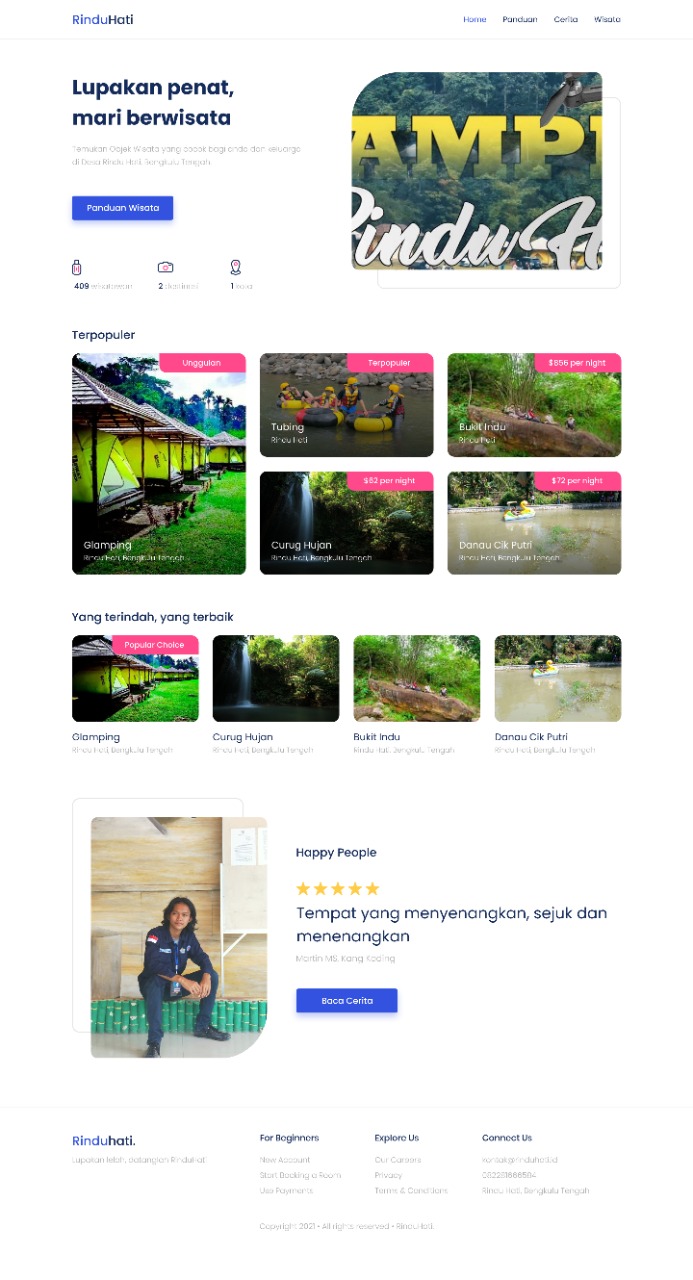 RinduHati
Home Panduan Cerita Wisata
Lupakan penat,
mari berwisata
Temukan Gojek Wisata yang cocok bagi anda dan keluarga
di Desa Rindu Hati, Bengkulu Tengah
Panduan Wisata
409 wisatawan 2 destinasi 1
AMPI
Rindu H
Terpopuler
Unggulan
Glamping
Rindu Hati, Bengkulu Tengah
Terpopuler
Tubing
Rindu Hati
$856 per night
Bukit Indu
Rindu Hati
$62 per night
Curug Hujan
Rindu Hati, Bengkulu Tengah
$72 per night
Danau Cik Putri
Rindu Hati, Bengkulu Tengah
Yang terindah, yang terbaik
Popular Choice
Glamping
Rindu Hati, Bengkulu Tengah
Curug Hujan
Rindu Hati, Bengkulu Tengah
Bukit Indu
Rindu Hati, Bengkulu Tengah
Danau Cik Putri
Rindu Hati, Bengkulu Tengah
Happy People
Tempat yang menyenangkan, sejuk dan
menenangkan
Martin MS, Kang Koding
Baca Cerita
Rinduhati.
Lupakan lelah, datanglah RinduHati
For Beginners
New Account
Start Booking a Room
Use Payments
Explore Us
Our Careers
Privacy
Terms & Conditions
Connect Us
kontak@rinduhati.id
Rindu Hati, Bengkulu Tengah
Copyright 2021 • All rights reserved • RinduHati.